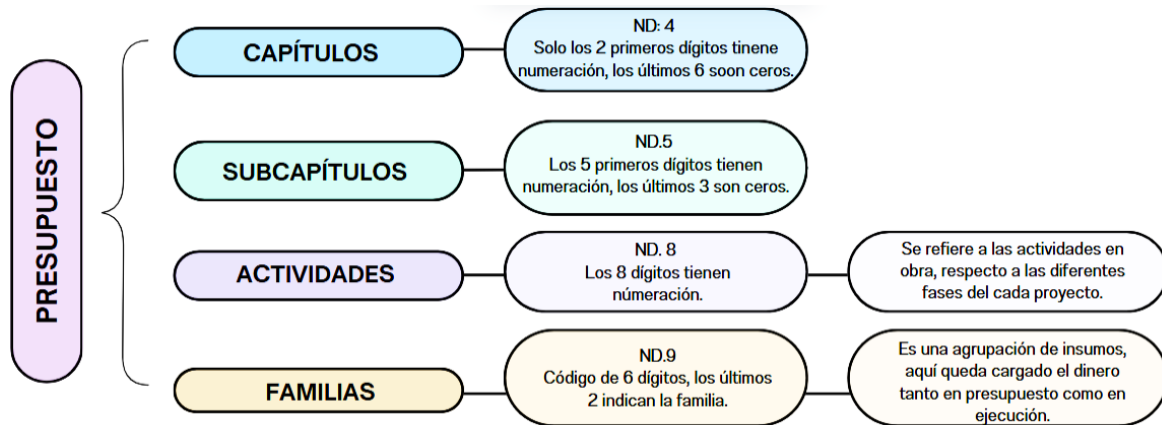 PRESUPUESTO
CAPÍTULOS
ND: 4
Solo los 2 primeros dígitos tinene
numeración, los últimos 6 soon ceros.
SUBCAPÍTULOS
ND.5
Los 5 primeros dígitos tienen
numeración, los últimos 3 son ceros.
ACTIVIDADES
ND. 8
Los 8 dígitos tienen
númeración.
Se refiere a las actividades en
obra, respecto a las diferentes
fases del cada proyecto.
FAMILIAS
ND.9
Código de 6 dígitos, los últimos
2 indican la familia.
Es una agrupación de insumos,
aquí queda cargado el dinero
tanto en presupuesto como en
ejecución.